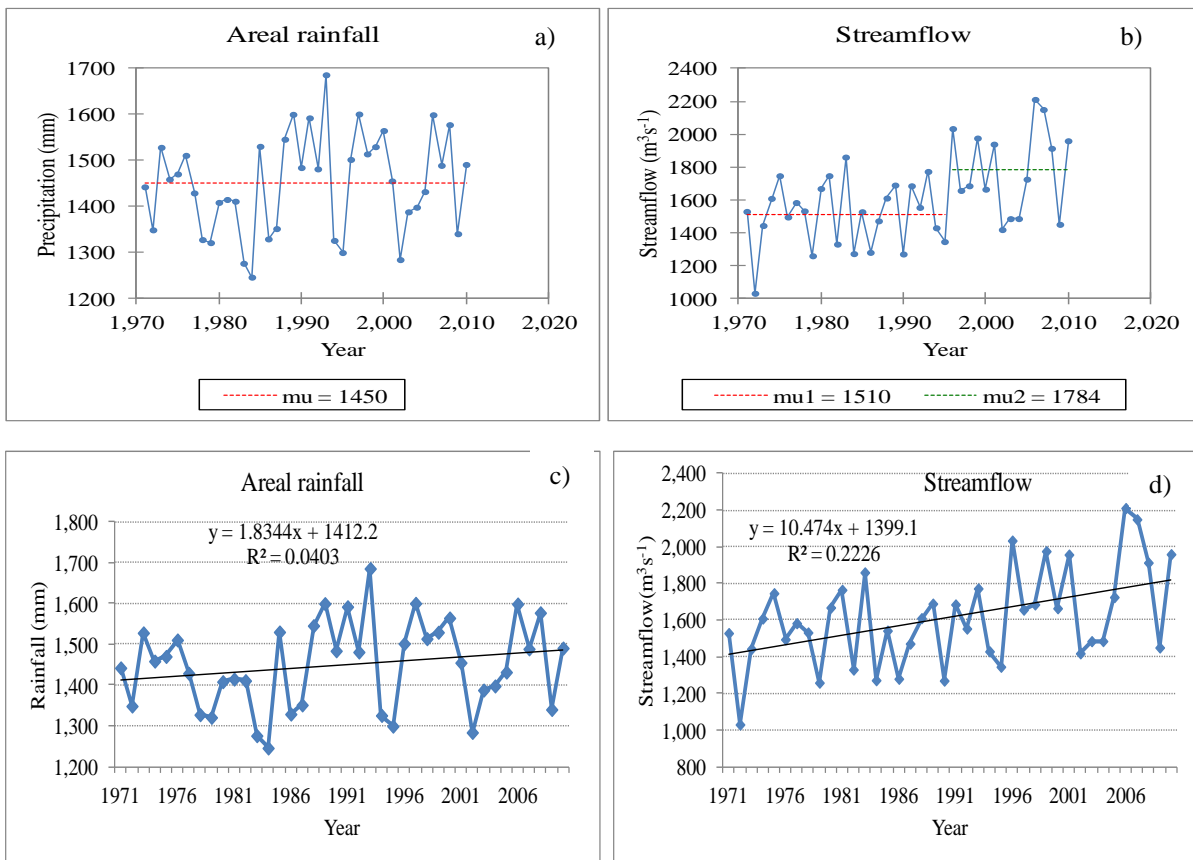 Areal rainfall
a)
Precipitation (mm)
1700
1600
1500
1400
1300
1200
1,970 1,980 1,990 2,000 2,010 2,020
Year
mu = 1450
Streamflow
b)
Streamflow (m³s⁻¹)
2400
2200
2000
1800
1600
1400
1200
1000
1,970 1,980 1,990 2,000 2,010 2,020
Year
mu1 = 1510 mu2 = 1784
c)
Areal rainfall
y = 1.8344x + 1412.2
R² = 0.0403
Rainfall (mm)
1,800
1,700
1,600
1,500
1,400
1,300
1,200
1971 1976 1981 1986 1991 1996 2001 2006
Year
d)
Streamflow
y = 10.474x + 1399.1
R² = 0.2226
Streamflow(m³s⁻¹)
2,400
2,200
2,000
1,800
1,600
1,400
1,200
1,000
800
1971 1976 1981 1986 1991 1996 2001 2006
Year